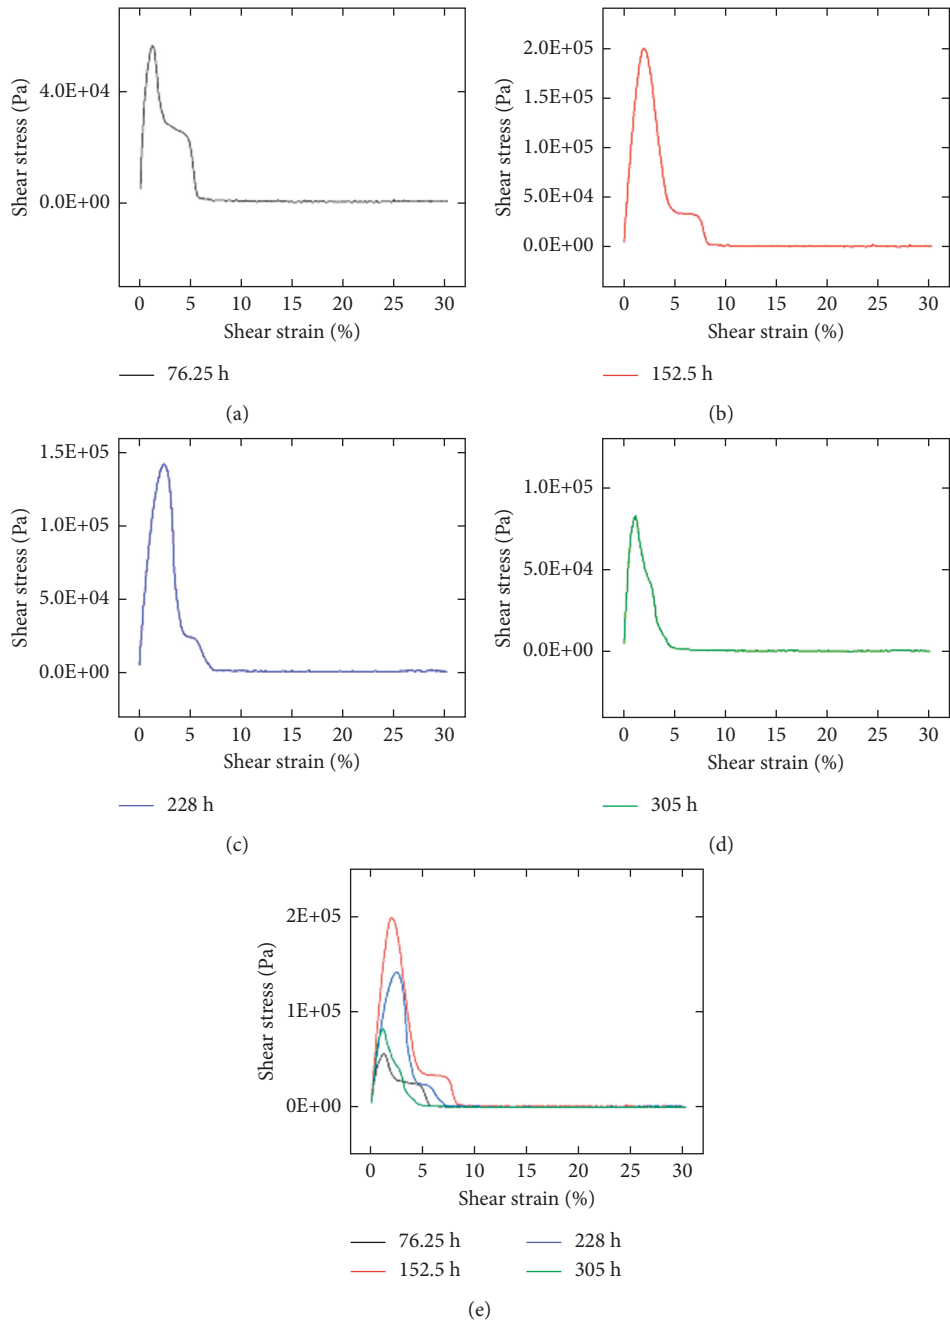 4.0E+04
0.0E+00
Shear stress (Pa)
0 5 10 15 20 25 30
Shear strain (%)
76.25 h
(a)
2.0E+05
1.5E+05
1.0E+05
5.0E+04
0.0E+00
Shear stress (Pa)
0 5 10 15 20 25 30
Shear strain (%)
152.5 h
(b)
1.5E+05
1.0E+05
5.0E+04
0.0E+00
Shear stress (Pa)
0 5 10 15 20 25 30
Shear strain (%)
228 h
(c)
1.0E+05
5.0E+04
0.0E+00
Shear stress (Pa)
0 5 10 15 20 25 30
Shear strain (%)
305 h
(d)
2E+05
1E+05
0E+00
Shear stress (Pa)
0 5 10 15 20 25 30
Shear strain (%)
76.25 h 228 h
152.5 h 305 h
(e)